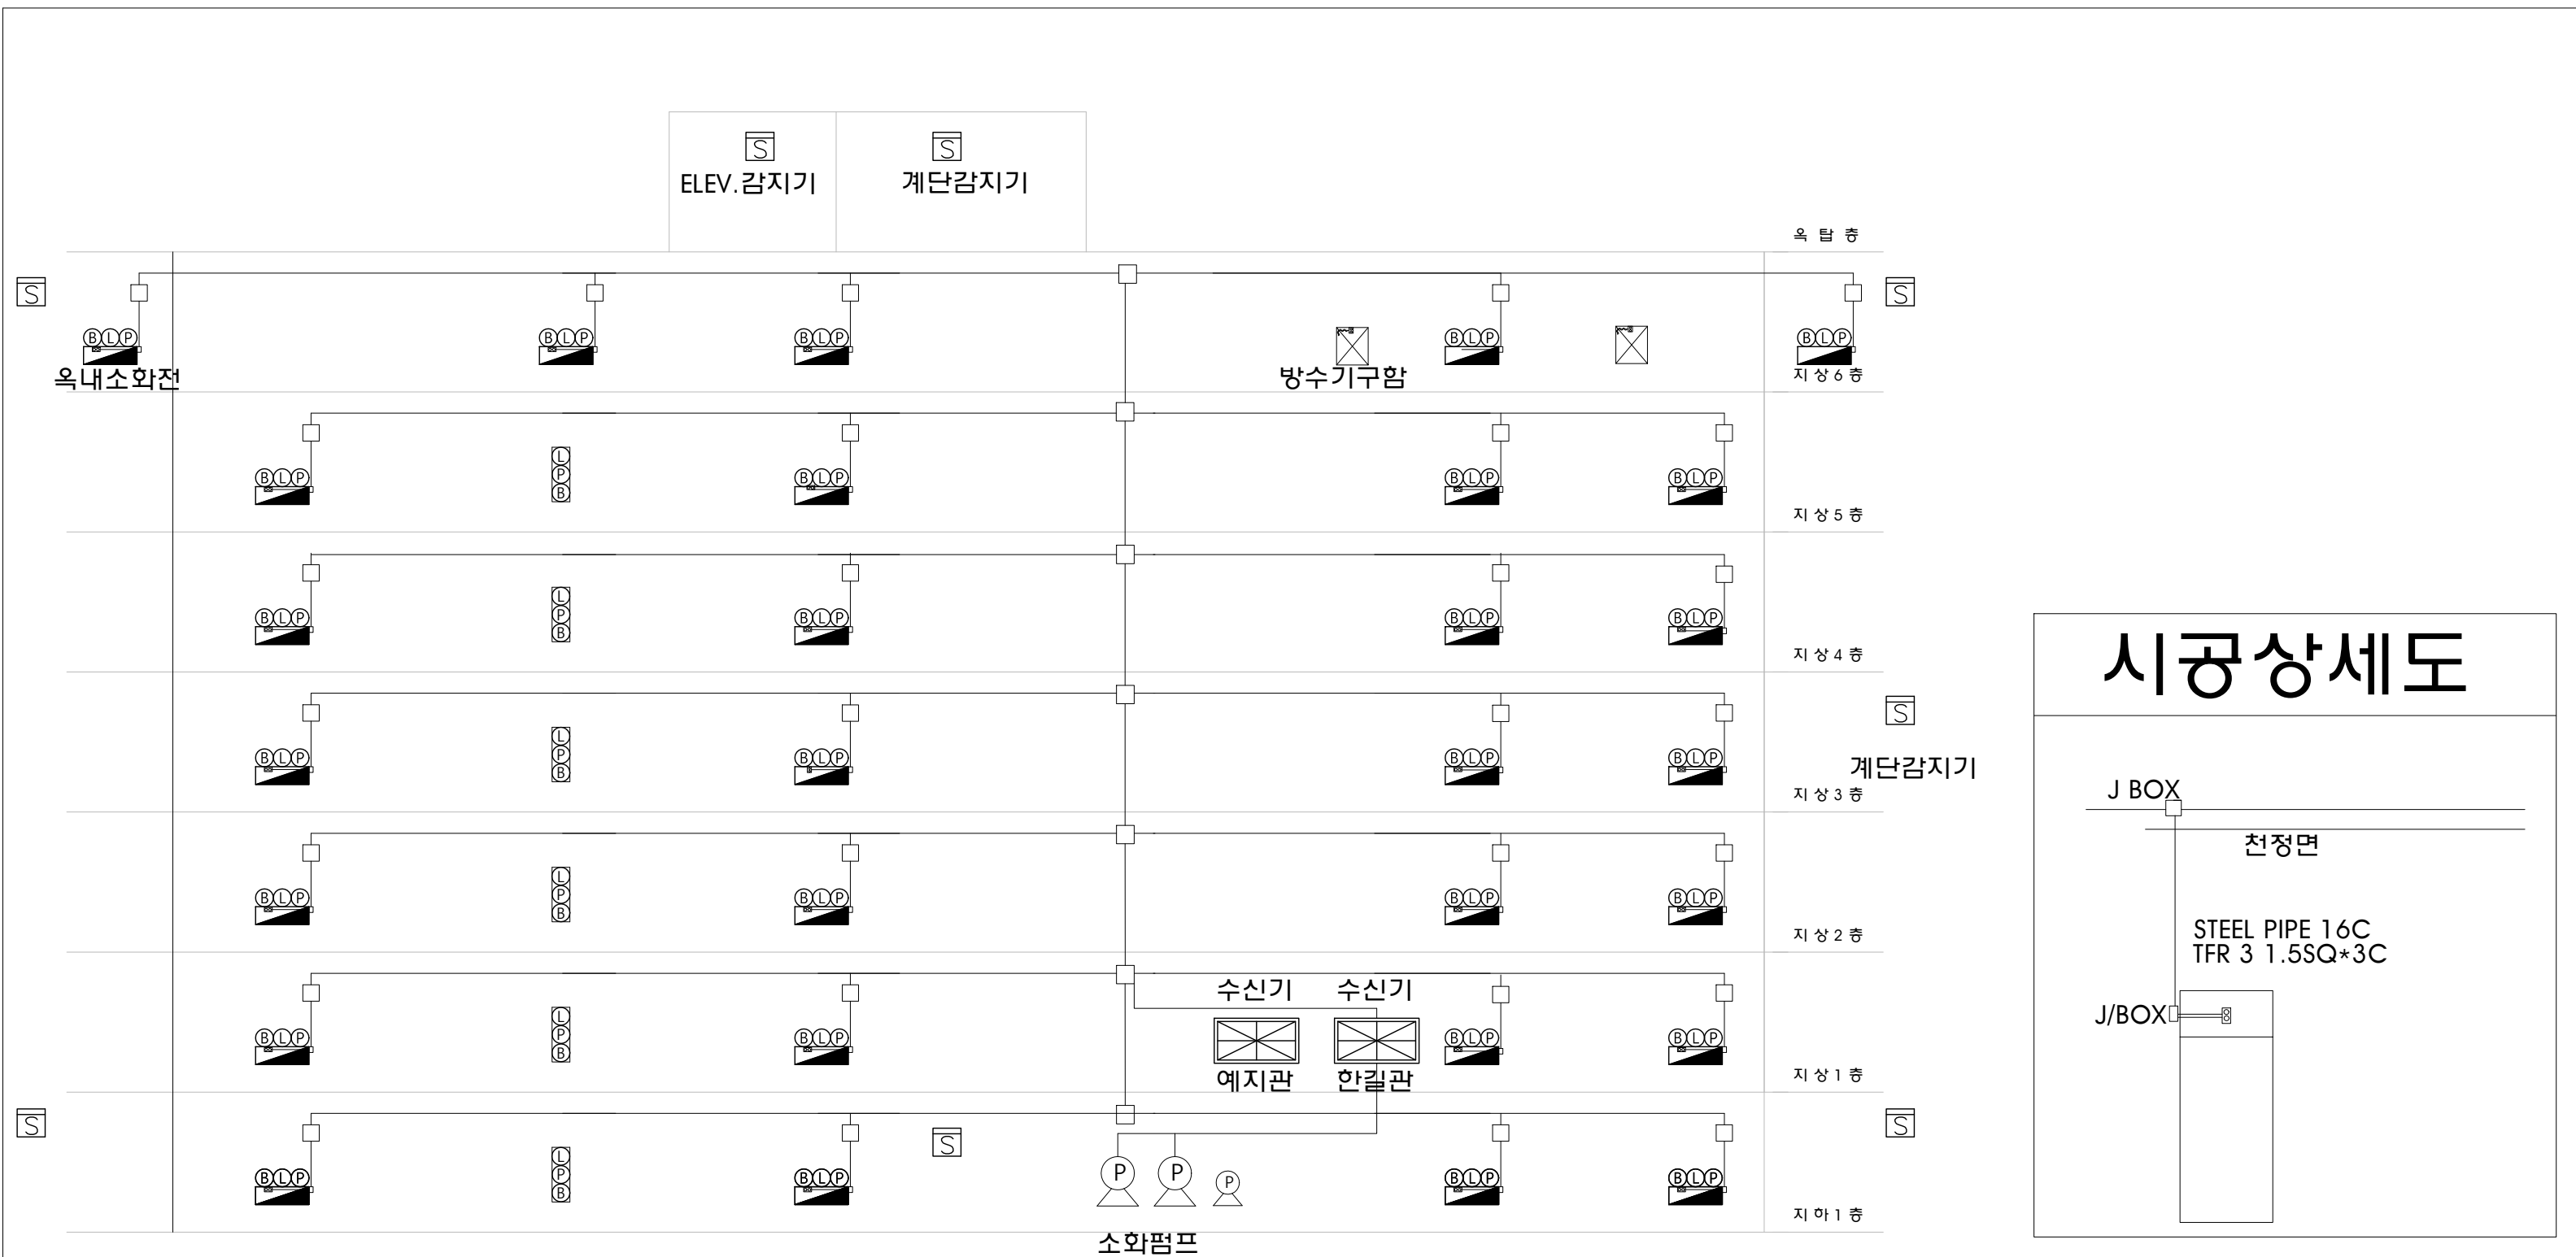 S
S
ELEV.감지기
계단감지기
옥 탑 층
S
S
B L P
B L P
B L P
B L P
B L P
옥내소화전
방수기구함
지 상 6 층
B L P
L
P
B
B L P
B L P
B L P
지 상 5 층
B L P
L
P
B
B L P
B L P
B L P
지 상 4 층
시공상세도
S
B L P
L
P
B
B L P
B L P
B L P
계단감지기
지 상 3 층
J BOX
천정면
B L P
L
P
B
B L P
B L P
B L P
지 상 2 층
STEEL PIPE 16C
TFR 3 1.5SQ*3C
수신기
수신기
J/BOX
B L P
L
P
B
B L P
B L P
B L P
예지관
한길관
지 상 1 층
S
S
S
B L P
L
P
B
B L P
P
P
P
B L P
B L P
지 하 1 층
소화펌프